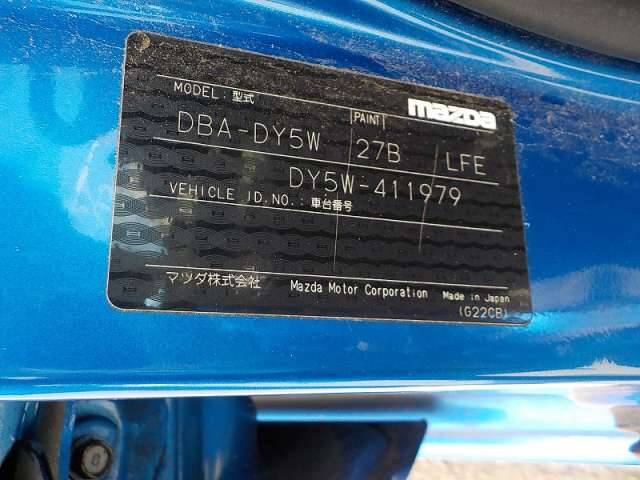 mazda
MODEL: 型式 PAINT
DBA-DY5W 27B LFE
DY5W-411979
VEHICLE ID.NO.: 車台番号
マツダ株式会社 Mazda Motor Corporation Made in Japan
(G22CB)